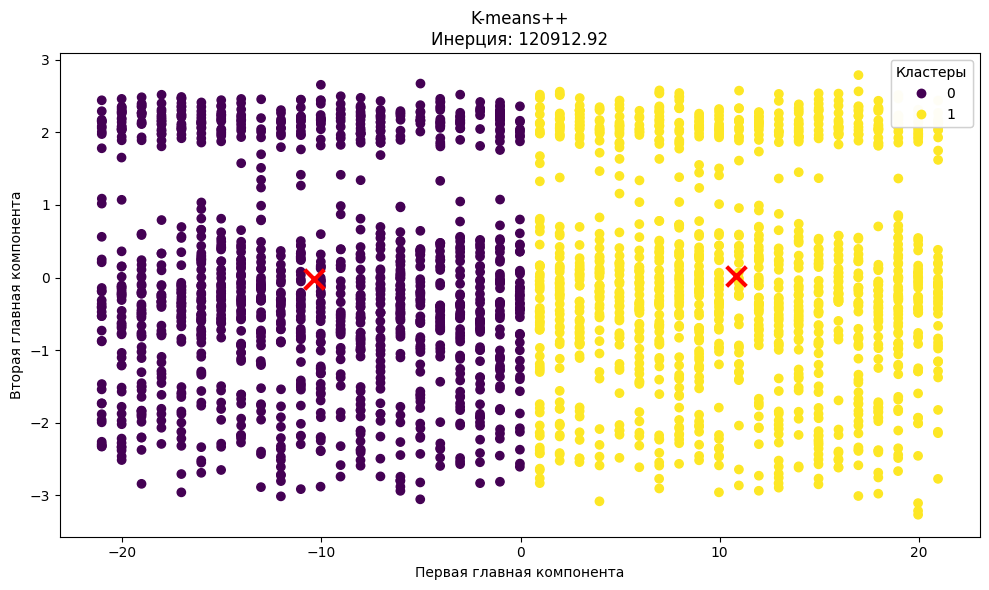 K-means++
Инерция: 120912.92
Кластеры
0
1
3
2
1
0
−1
−2
−3
Вторая главная компонента
−20
−10
0
10
20
Первая главная компонента